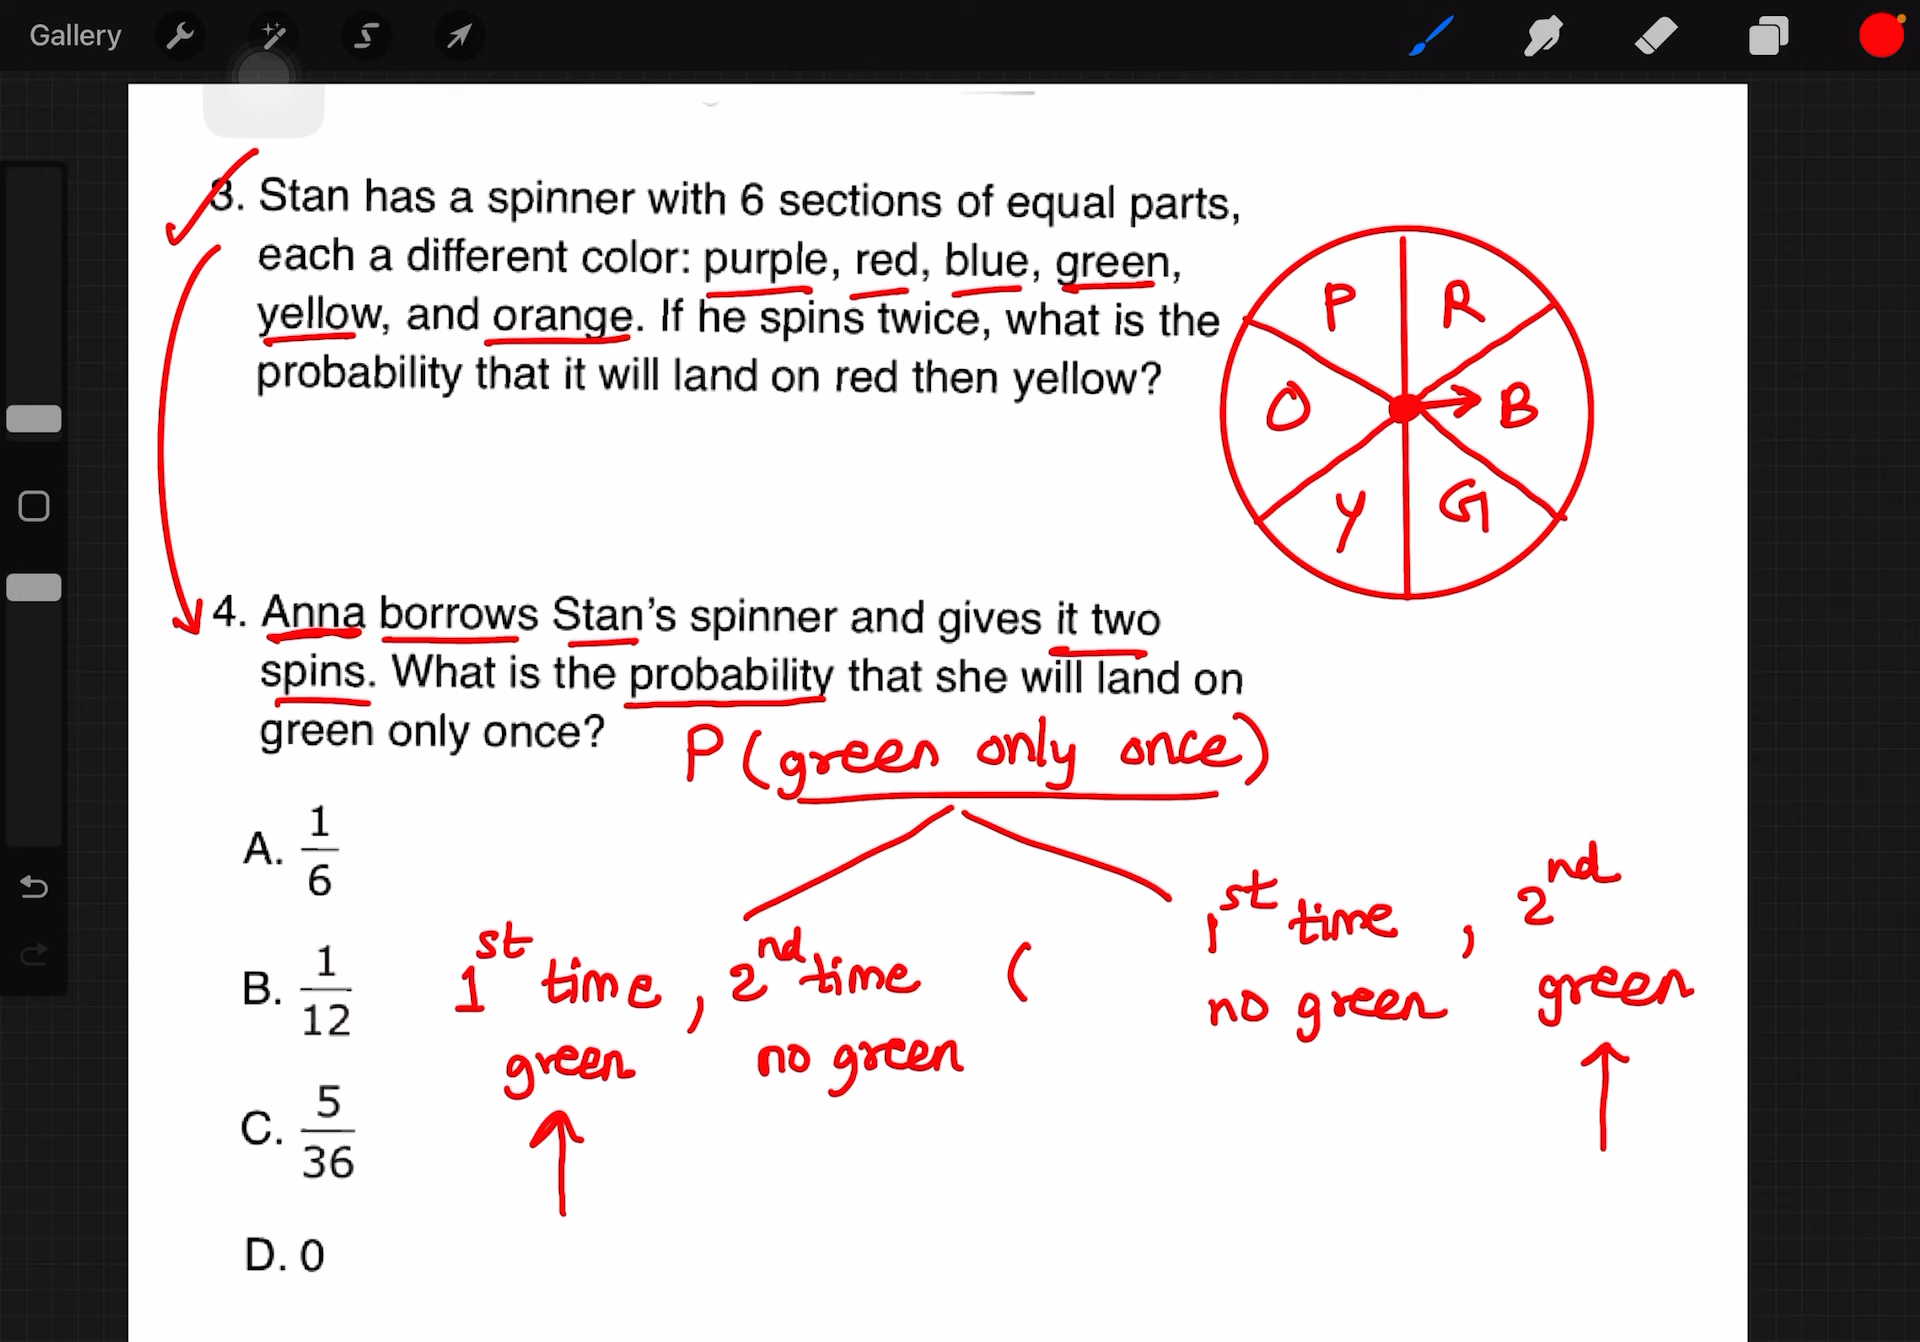 Gallery
3. Stan has a spinner with 6 sections of equal parts,
each a different color: purple, red, blue, green,
yellow, and orange. If he spins twice, what is the
probability that it will land on red then yellow?
P R
O B
Y G
4. Anna borrows Stan's spinner and gives it two
spins. What is the probability that she will land on
green only once?
P (green only once)
A. 1/6
B. 1/12
C. 5/36
D. 0
1st time, 2nd time (
green no green
1st time, 2nd
no green green